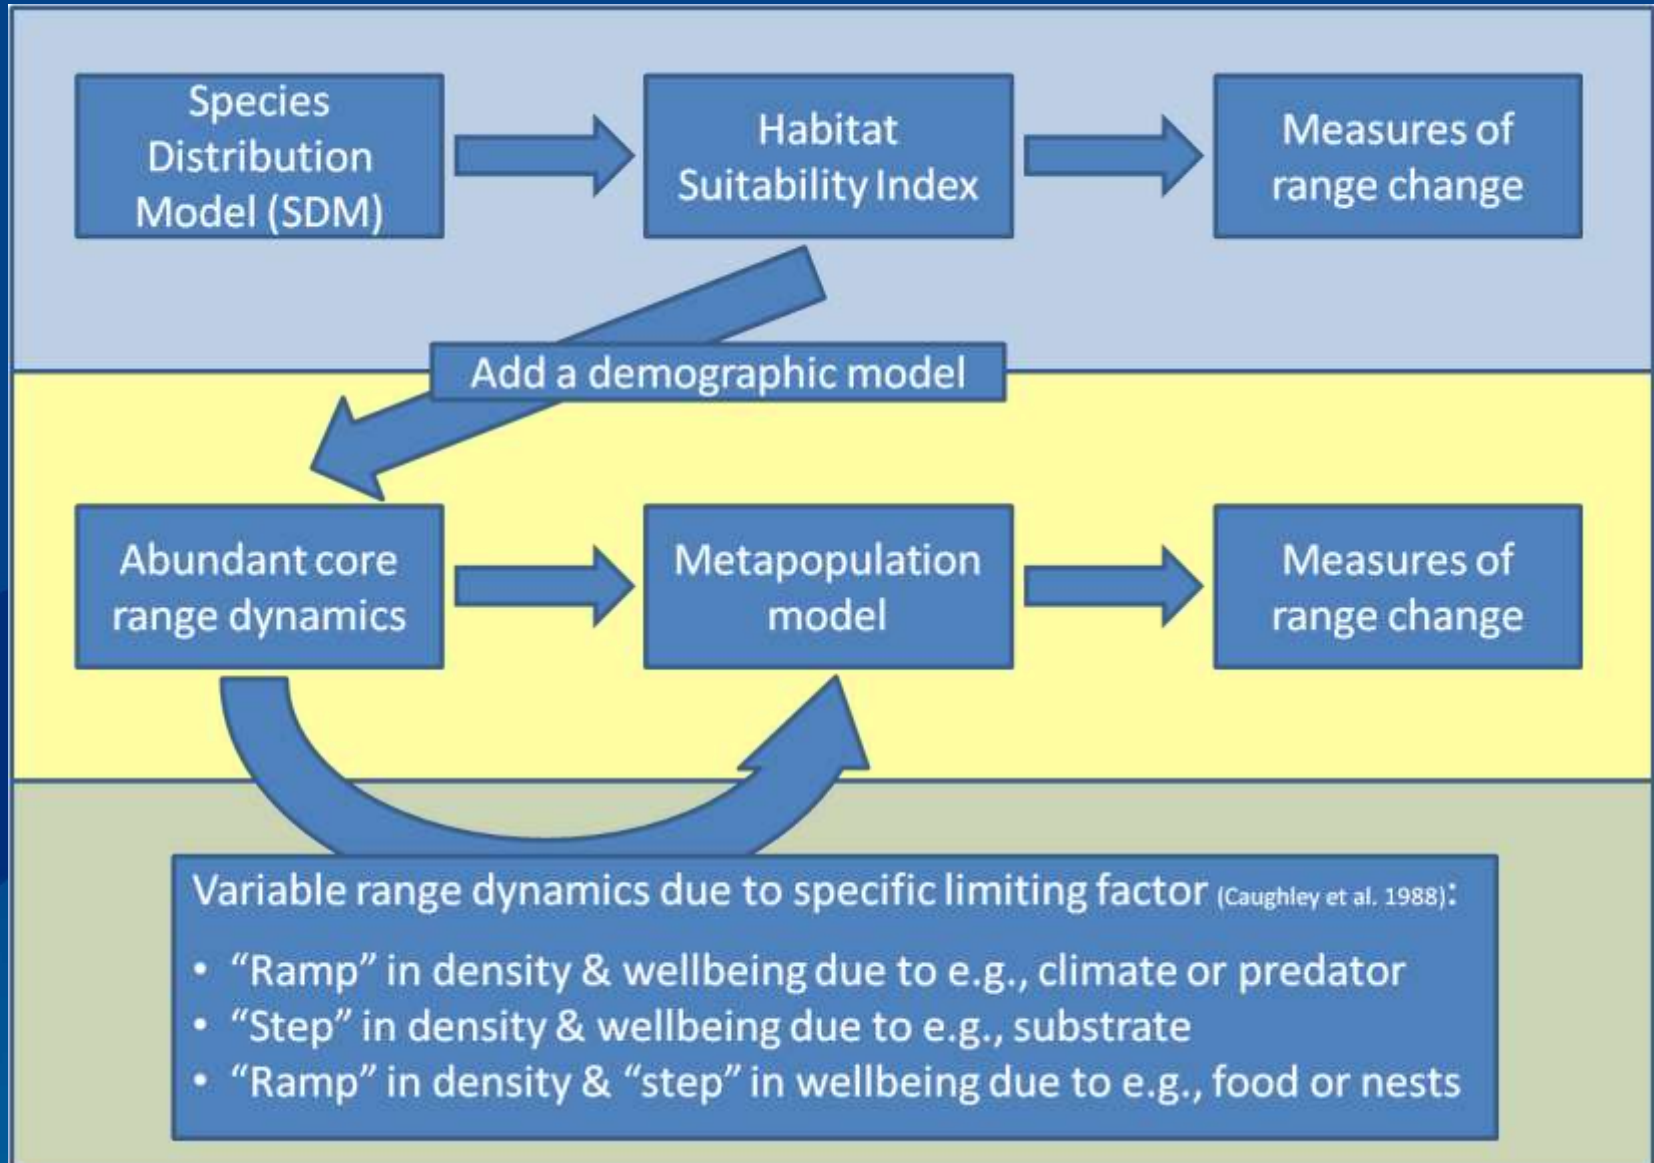 Species
Distribution
Model (SDM)
Habitat
Suitability Index
Measures of
range change
Add a demographic model
Abundant core
range dynamics
Metapopulation
model
Measures of
range change
Variable range dynamics due to specific limiting factor (Caughley et al. 1988):
• “Ramp” in density & wellbeing due to e.g., climate or predator
• “Step” in density & wellbeing due to e.g., substrate
• “Ramp” in density & “step” in wellbeing due to e.g., food or nests